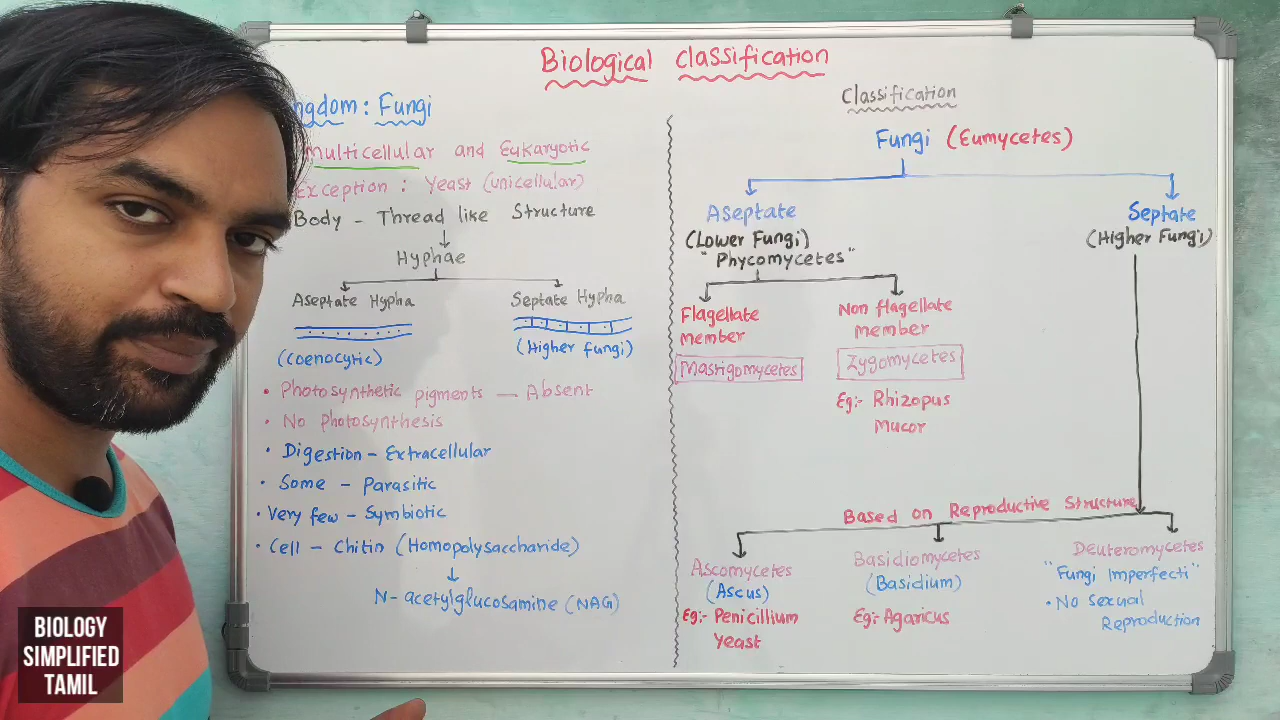 Biological classification
ngdom: Fungi
multicellular and Eukaryotic
Exception: Yeast (unicellular)
Body - Thread like Structure
Hyphae
Aseptate Hypha
Septate Hypha
(Coenocytic)
(Higher fungi)
• Photosynthetic pigments — Absent
• No photosynthesis
• Digestion - Extracellular
• Some - Parasitic
• Very few - Symbiotic
• Cell - Chitin (Homopolysaccharide)
N-acetylglucosamine (NAG)
Classification
Fungi (Eumycetes)
Aseptate
(Lower Fungi)
"Phycomycetes"
Septate
(Higher Fungi)
Flagellate
member
Mastigomycetes
Non flagellate
member
Zygomycetes
Eg:- Rhizopus
Mucor
Based on Reproductive Structure
Ascomycetes
(Ascus)
Eg:- Penicillium
Yeast
Basidiomycetes
(Basidium)
Eg:- Agaricus
Deuteromycetes
"Fungi Imperfecti"
• No sexual
Reproduction
BIOLOGY
SIMPLIFIED
TAMIL